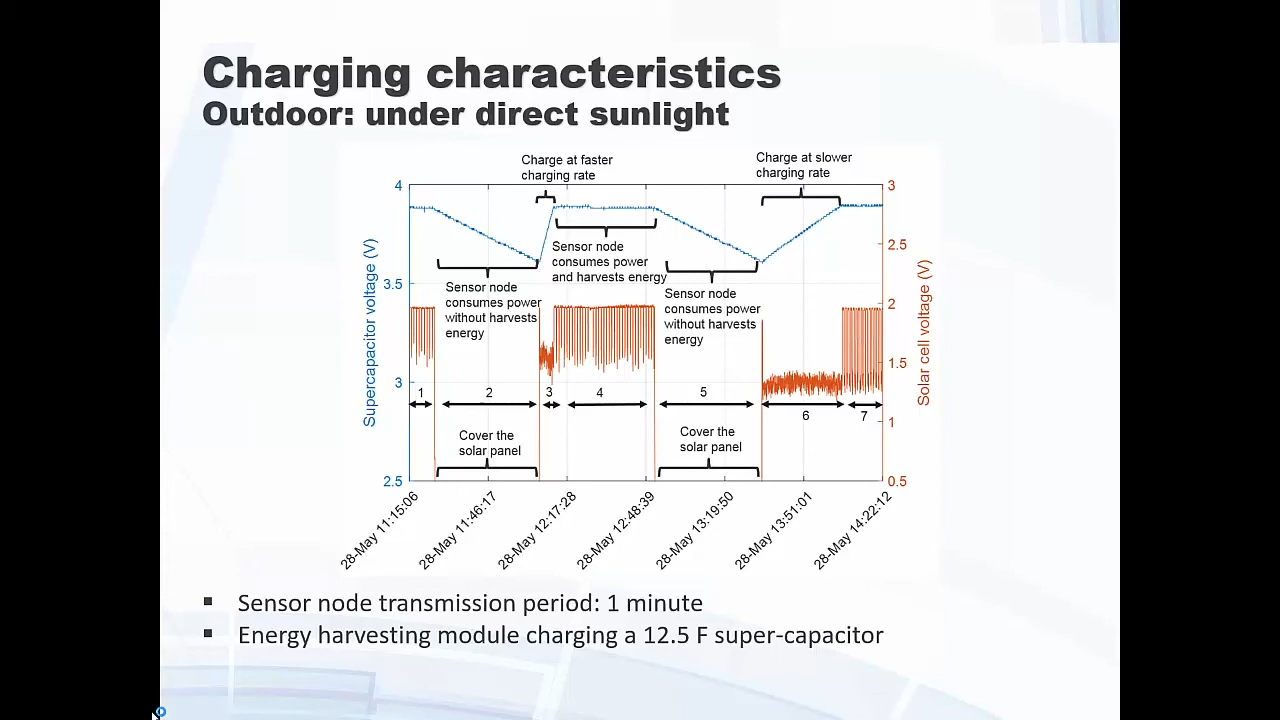 Charging characteristics
Outdoor: under direct sunlight
Charge at faster
charging rate
Charge at slower
charging rate
4
3.5
3
2.5
Supercapacitor voltage (V)
3
2.5
2
1.5
1
0.5
Solar cell voltage (V)
Sensor node
consumes power
without harvests
energy
Sensor node
consumes power
and harvests energy
Sensor node
consumes power
without harvests
energy
1
2
3
4
5
6
7
Cover the
solar panel
Cover the
solar panel
28-May 11:15:06
28-May 11:46:17
28-May 12:17:28
28-May 12:48:39
28-May 13:19:50
28-May 13:51:01
28-May 14:22:12
▪ Sensor node transmission period: 1 minute
▪ Energy harvesting module charging a 12.5 F super-capacitor